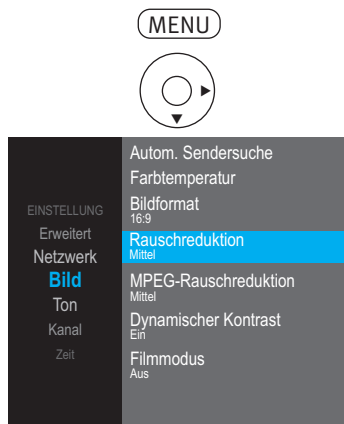 MENU
EINSTELLUNG
Erweitert
Netzwerk
Bild
Ton
Kanal
Zeit
Autom. Sendersuche
Farbtemperatur
Bildformat
16:9
Rauschreduktion
Mittel
MPEG-Rauschreduktion
Mittel
Dynamischer Kontrast
Ein
Filmmodus
Aus